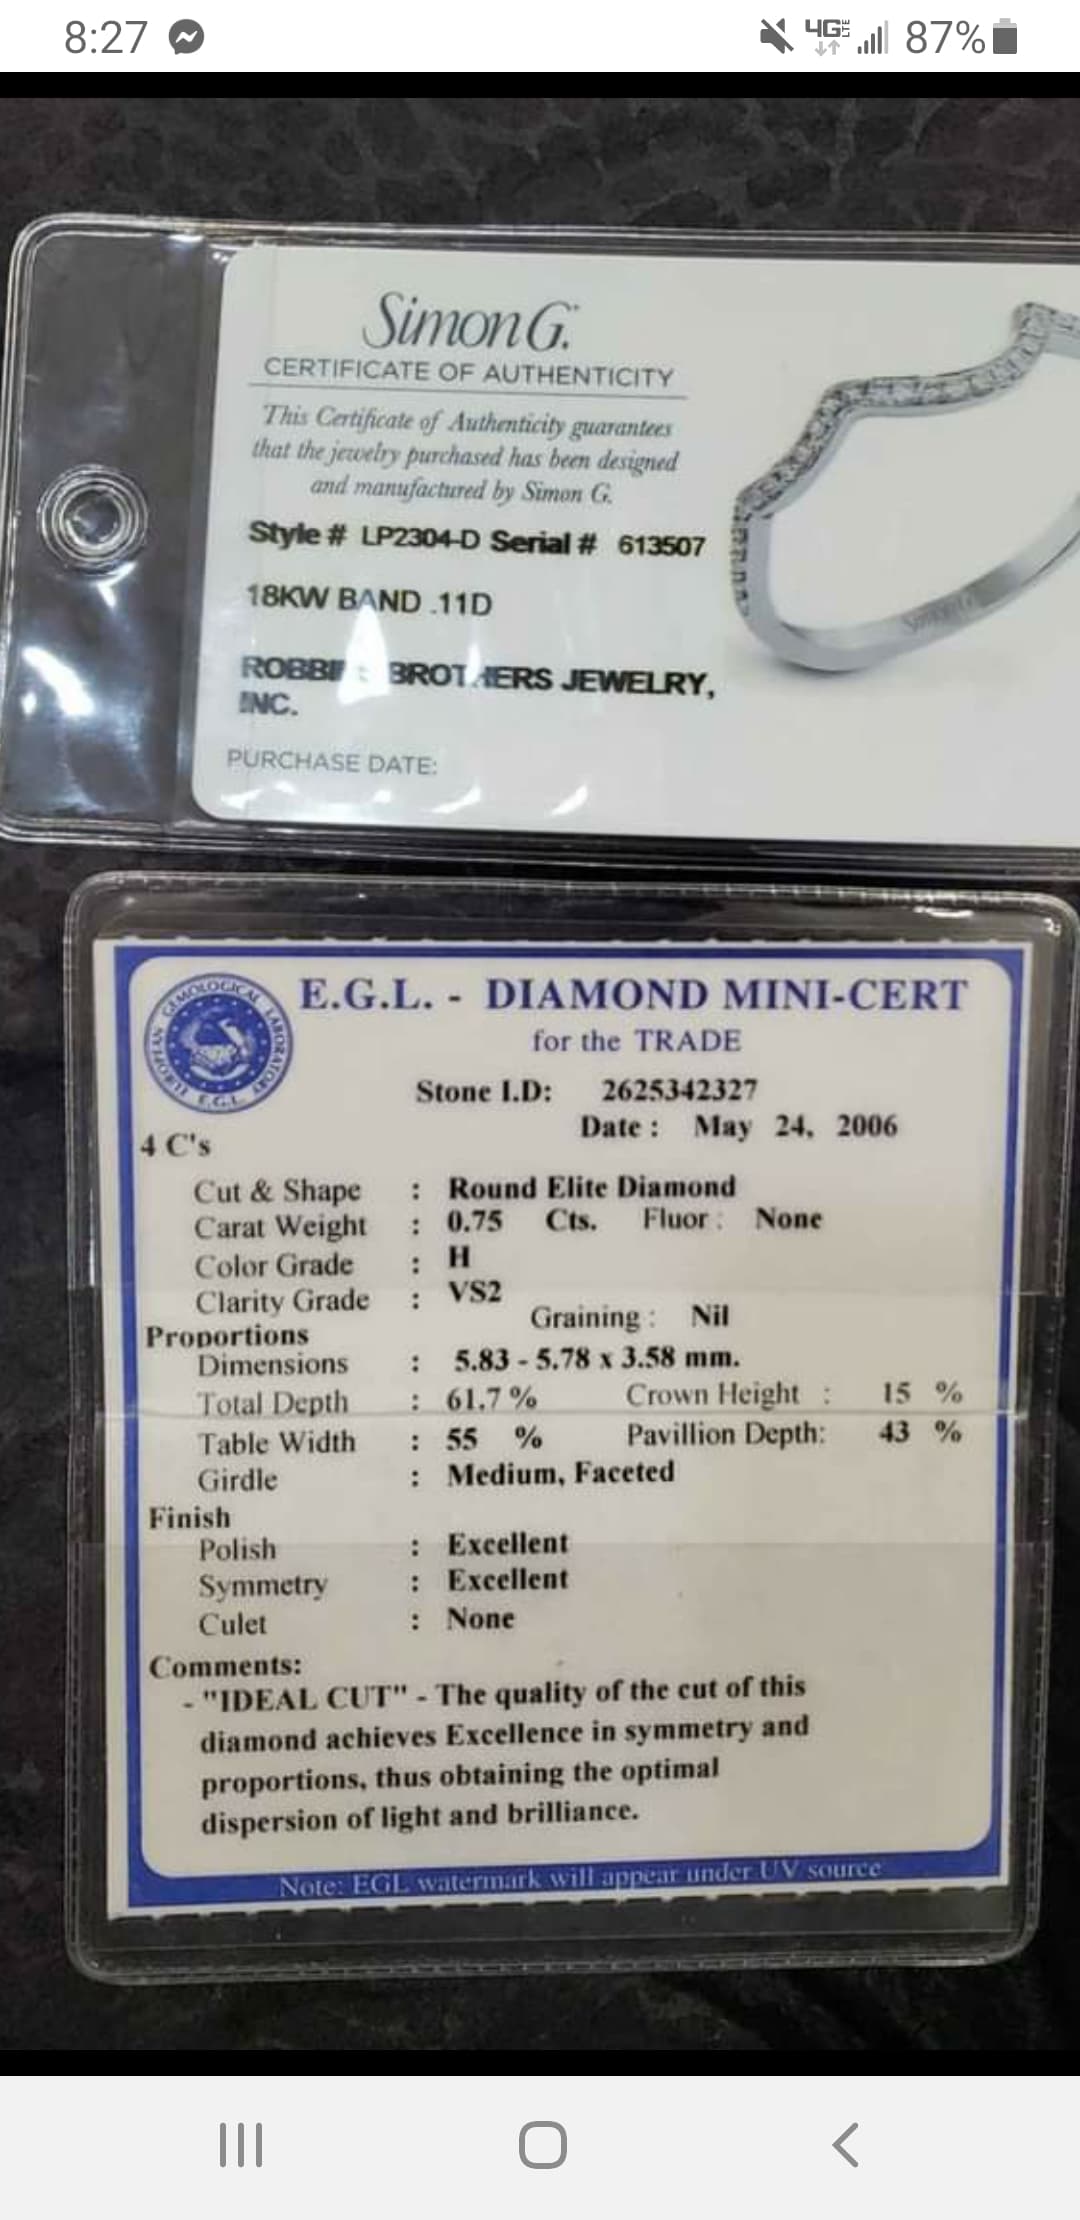 8:27 4G LTE 87%
Simon G.
CERTIFICATE OF AUTHENTICITY
This Certificate of Authenticity guarantees
that the jewelry purchased has been designed
and manufactured by Simon G.
Style # LP2304-D Serial # 613507
18KW BAND .11D
BROTHERS JEWELRY,
INC.
PURCHASE DATE:
Simon G.
EUROPEAN GEMOLOGICAL LABORATORY
E.G.L.
E.G.L. - DIAMOND MINI-CERT
for the TRADE
Stone I.D: 2625342327
Date : May 24, 2006
4 C's
Cut & Shape : Round Elite Diamond
Carat Weight : 0.75 Cts. Fluor : None
Color Grade : H
Clarity Grade : VS2
Graining : Nil
Proportions
Dimensions : 5.83 - 5.78 x 3.58 mm.
Total Depth : 61.7 % Crown Height : 15 %
Table Width : 55 % Pavillion Depth: 43 %
Girdle : Medium, Faceted
Finish
Polish : Excellent
Symmetry : Excellent
Culet : None
Comments:
- "IDEAL CUT" - The quality of the cut of this
diamond achieves Excellence in symmetry and
proportions, thus obtaining the optimal
dispersion of light and brilliance.
Note: EGL watermark will appear under UV source